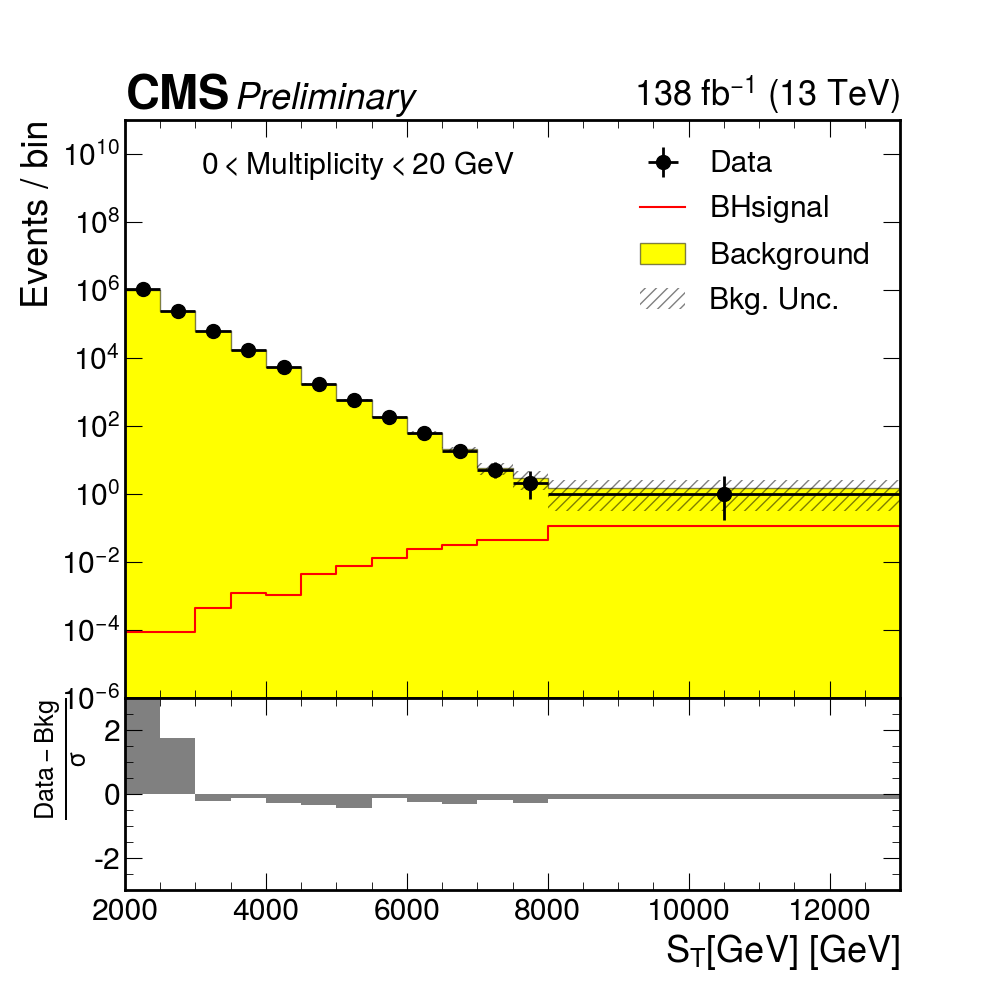 CMS Preliminary 138 fb⁻¹ (13 TeV)
Events / bin
0 < Multiplicity < 20 GeV
Data
BHsignal
Background
Bkg. Unc.
10¹⁰
10⁸
10⁶
10⁴
10²
10⁰
10⁻²
10⁻⁴
10⁻⁶
Data – Bkg
σ
2
0
-2
2000 4000 6000 8000 10000 12000
S_T[GeV] [GeV]